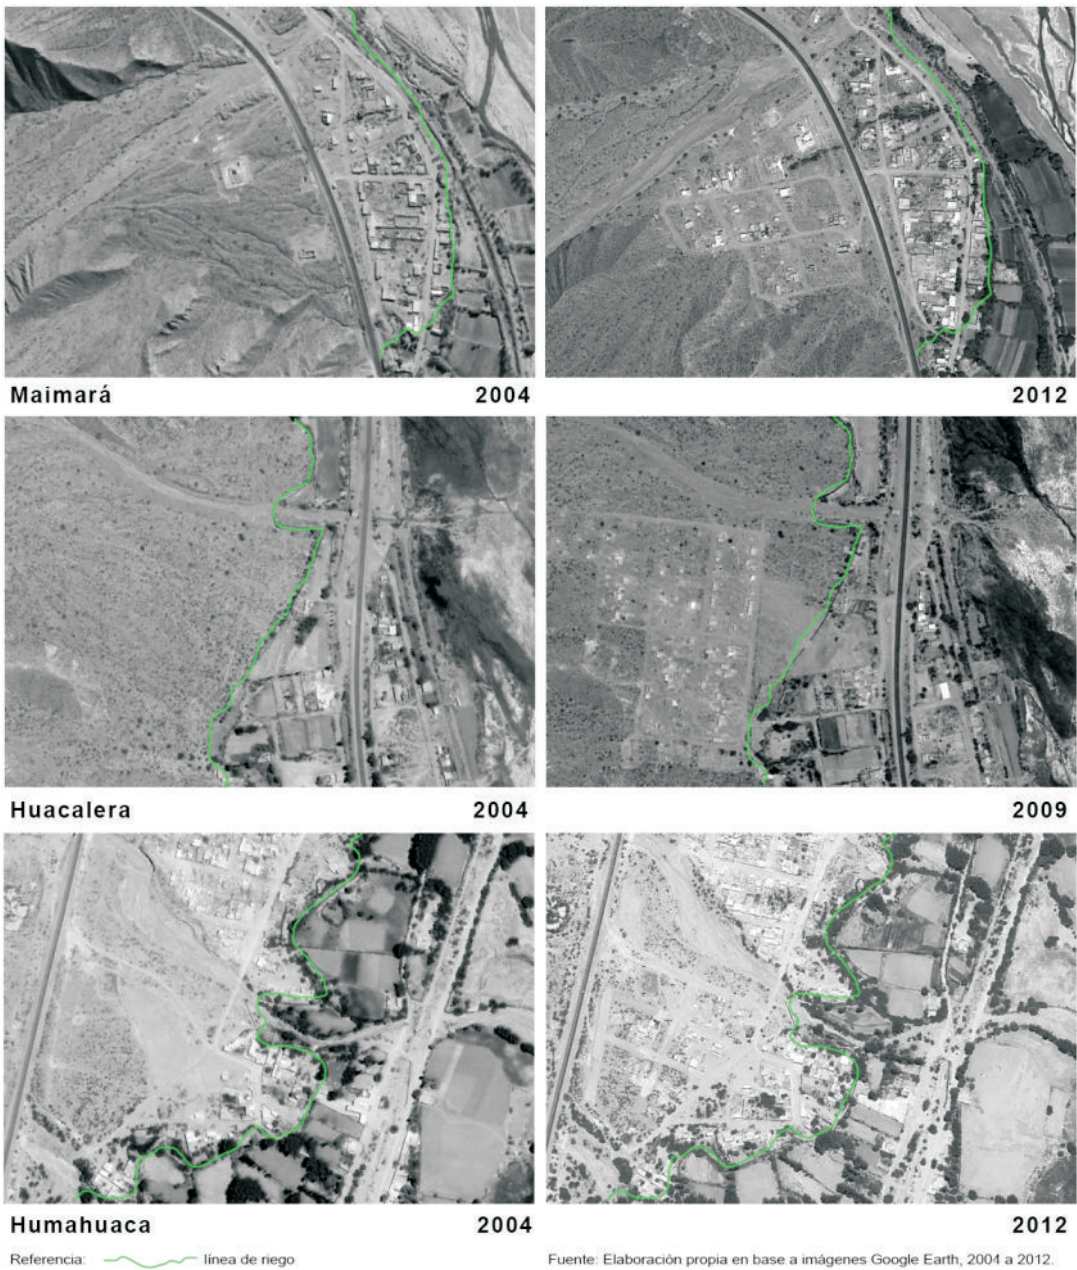 Maimará 2004 2012
Huacalera 2004 2009
Humahuaca 2004 2012
Referencia: línea de riego Fuente: Elaboración propia en base a imágenes Google Earth, 2004 a 2012.